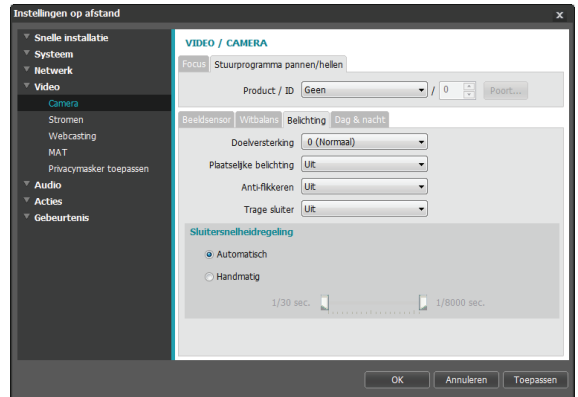 Instellingen op afstand x
Snelle installatie
Systeem
Netwerk
Video
Camera
Stromen
Webcasting
MAT
Privacymasker toepassen
Audio
Acties
Gebeurtenis
VIDEO / CAMERA
Focus Stuurprogramma pannen/hellen
Product / ID Geen / 0 Poort...
Beeldsensor Witbalans Belichting Dag & nacht
Doelversterking 0 (Normaal)
Plaatselijke belichting Uit
Anti-flikkeren Uit
Trage sluiter Uit
Sluitersnelheidregeling
Automatisch
Handmatig
1/30 sec. 1/8000 sec.
OK Annuleren Toepassen